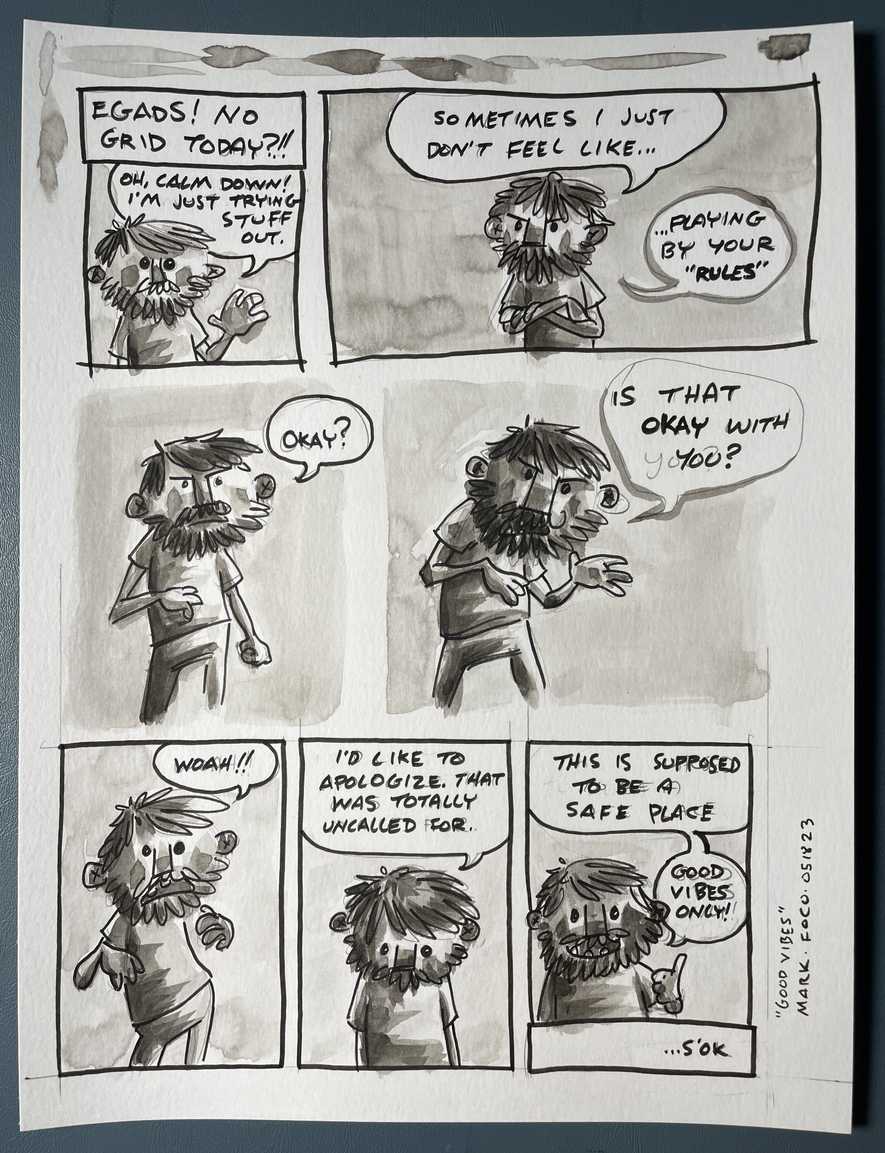 EGADS! NO
GRID TODAY?!!
OH, CALM DOWN!
I'M JUST TRYING
STUFF
OUT.
SOMETIMES I JUST
DON'T FEEL LIKE...
...PLAYING
BY YOUR
"RULES"
OKAY?
IS THAT
OKAY WITH
YOU?
WOAH!!
I'D LIKE TO
APOLOGIZE. THAT
WAS TOTALLY
UNCALLED FOR.
THIS IS SUPPOSED
TO BE A
SAFE PLACE
GOOD
VIBES
ONLY!
...S'OK
"GOOD VIBES"
MARK. FOCO. 051823